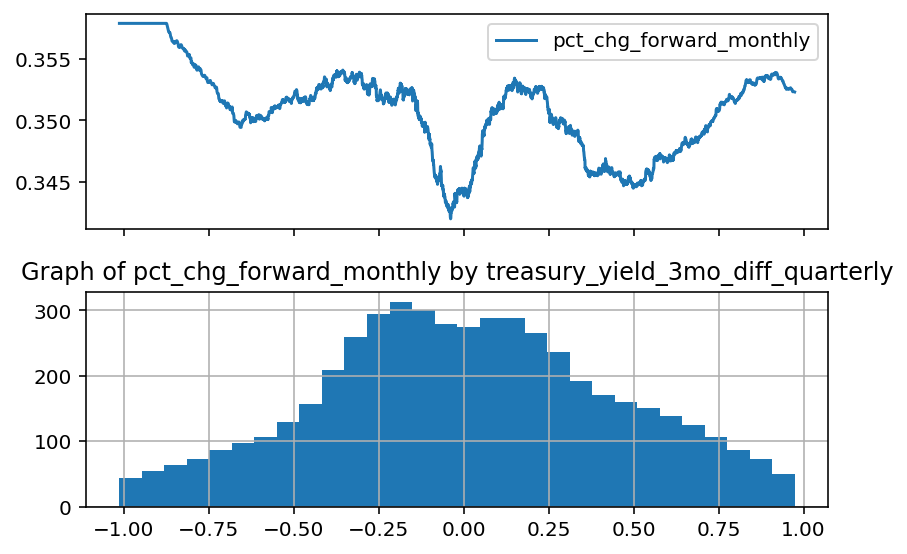 pct_chg_forward_monthly
0.355
0.350
0.345
Graph of pct_chg_forward_monthly by treasury_yield_3mo_diff_quarterly
300
200
100
0
−1.00 −0.75 −0.50 −0.25 0.00 0.25 0.50 0.75 1.00